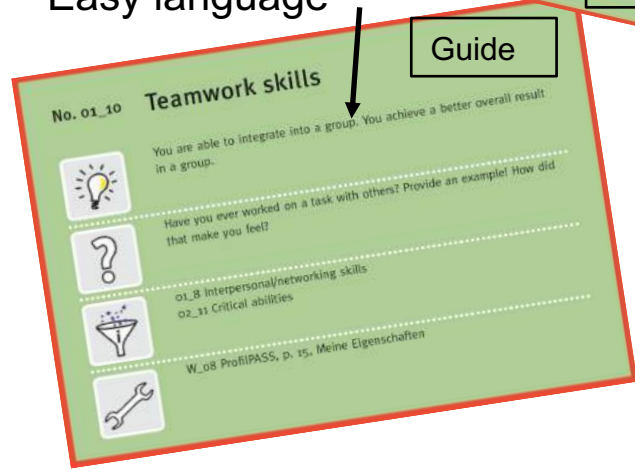 Easy language
Guide
No. 01_10 Teamwork skills
You are able to integrate into a group. You achieve a better overall result
in a group.
Have you ever worked on a task with others? Provide an example! How did
that make you feel?
01_8 Interpersonal/networking skills
02_11 Critical abilities
W_08 ProfilPASS, p. 15, Meine Eigenschaften